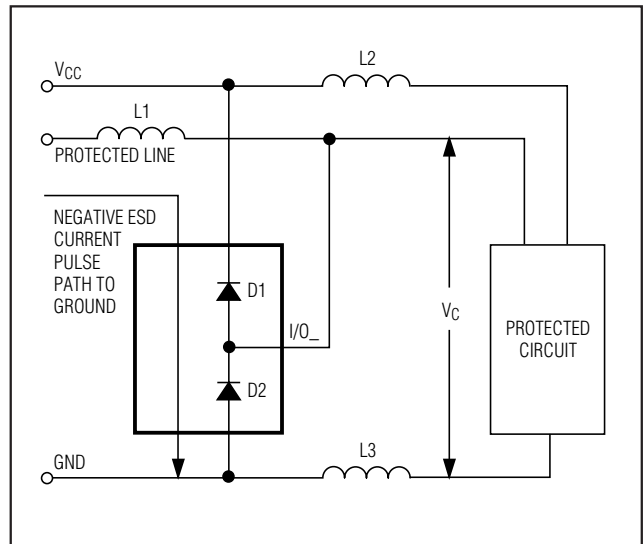 VCC
L2
L1
PROTECTED LINE
NEGATIVE ESD
CURRENT
PULSE
PATH TO
GROUND
D1
I/O_
D2
VC
PROTECTED
CIRCUIT
L3
GND